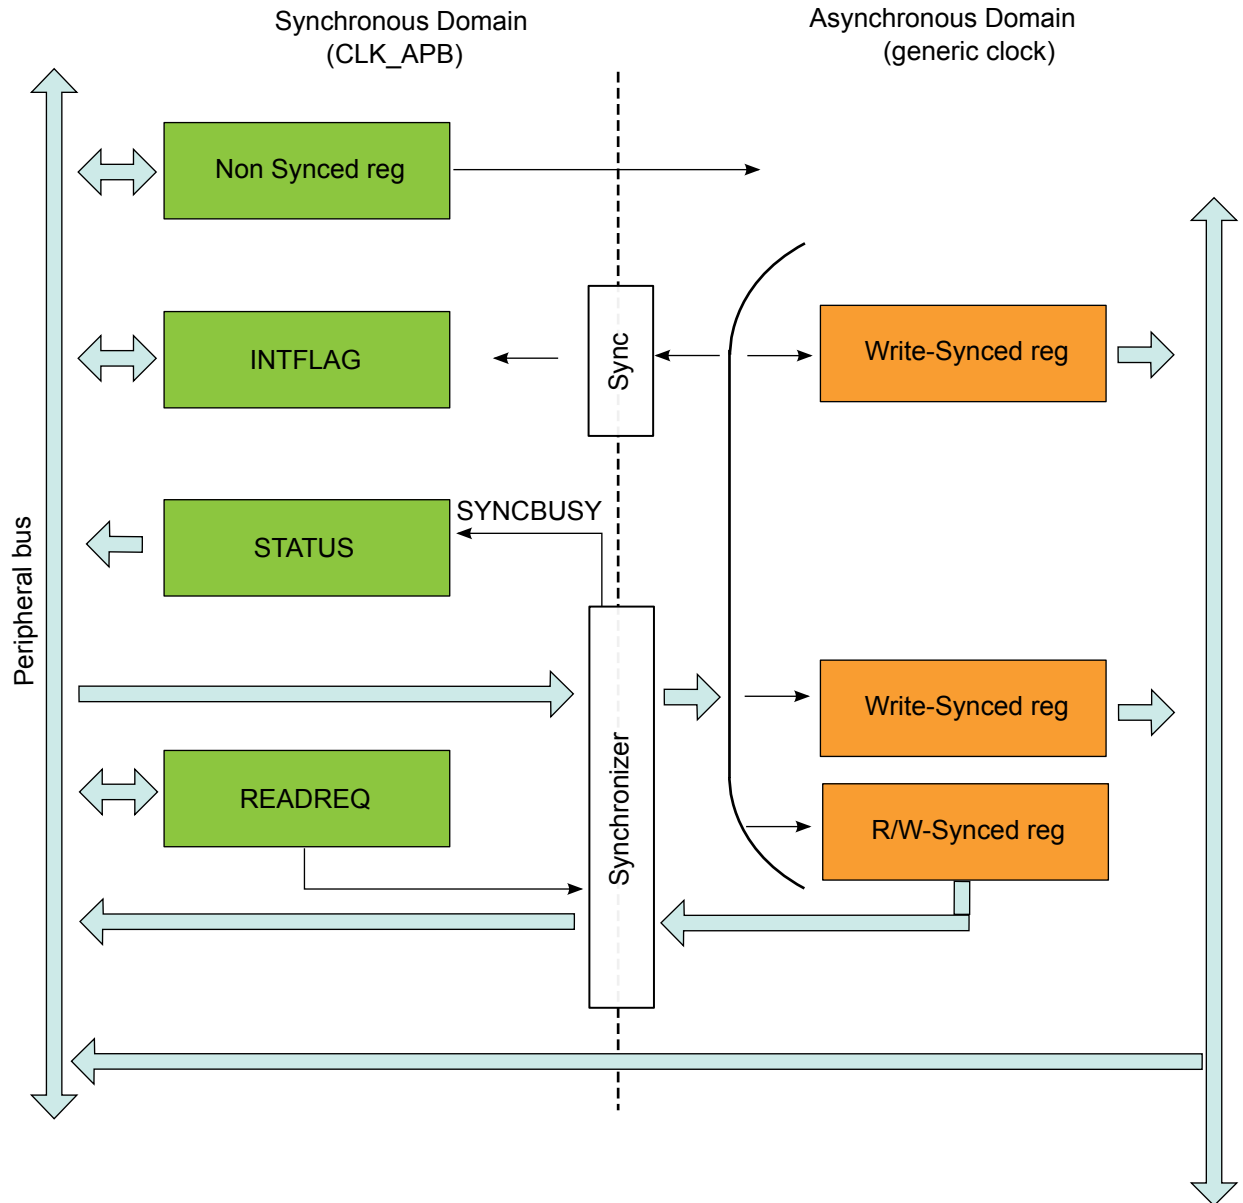 Synchronous Domain
(CLK_APB)
Asynchronous Domain
(generic clock)
Non Synced reg
INTFLAG
Sync
Write-Synced reg
SYNCBUSY
STATUS
Peripheral bus
Write-Synced reg
Synchronizer
READREQ
R/W-Synced reg